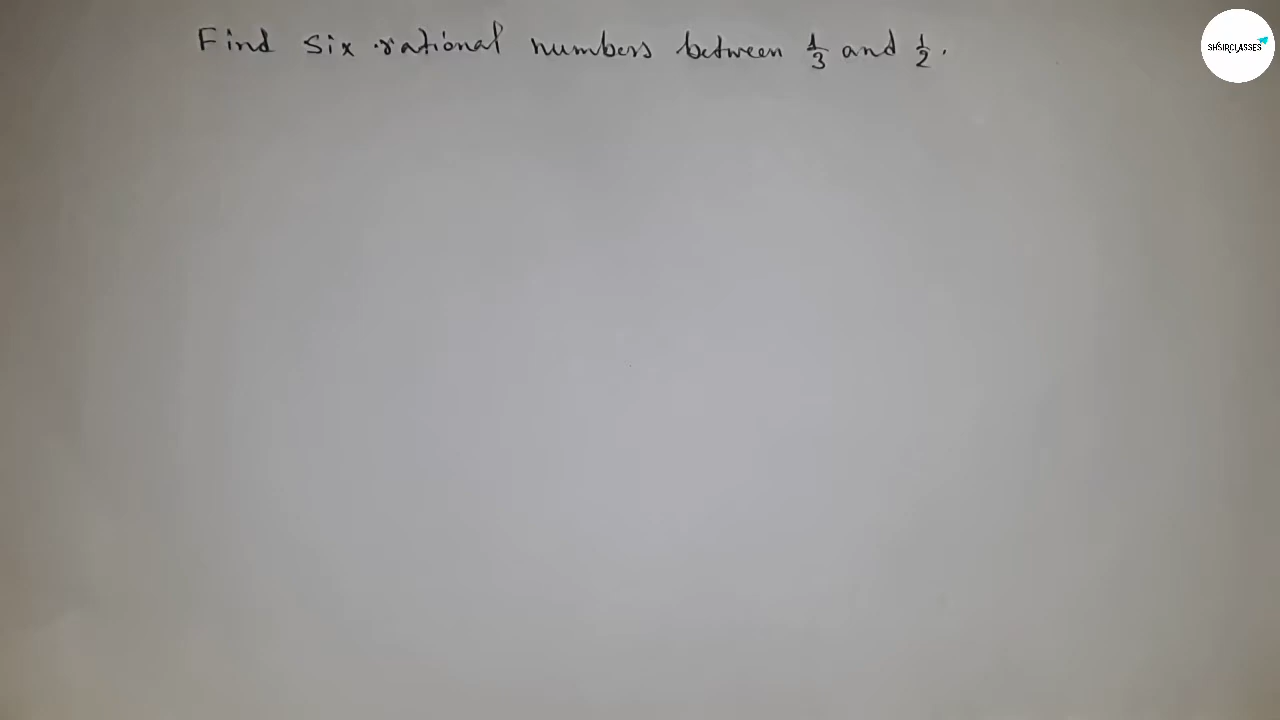 Find six rational numbers between 1/3 and 1/2.
SHSIRCLASSES